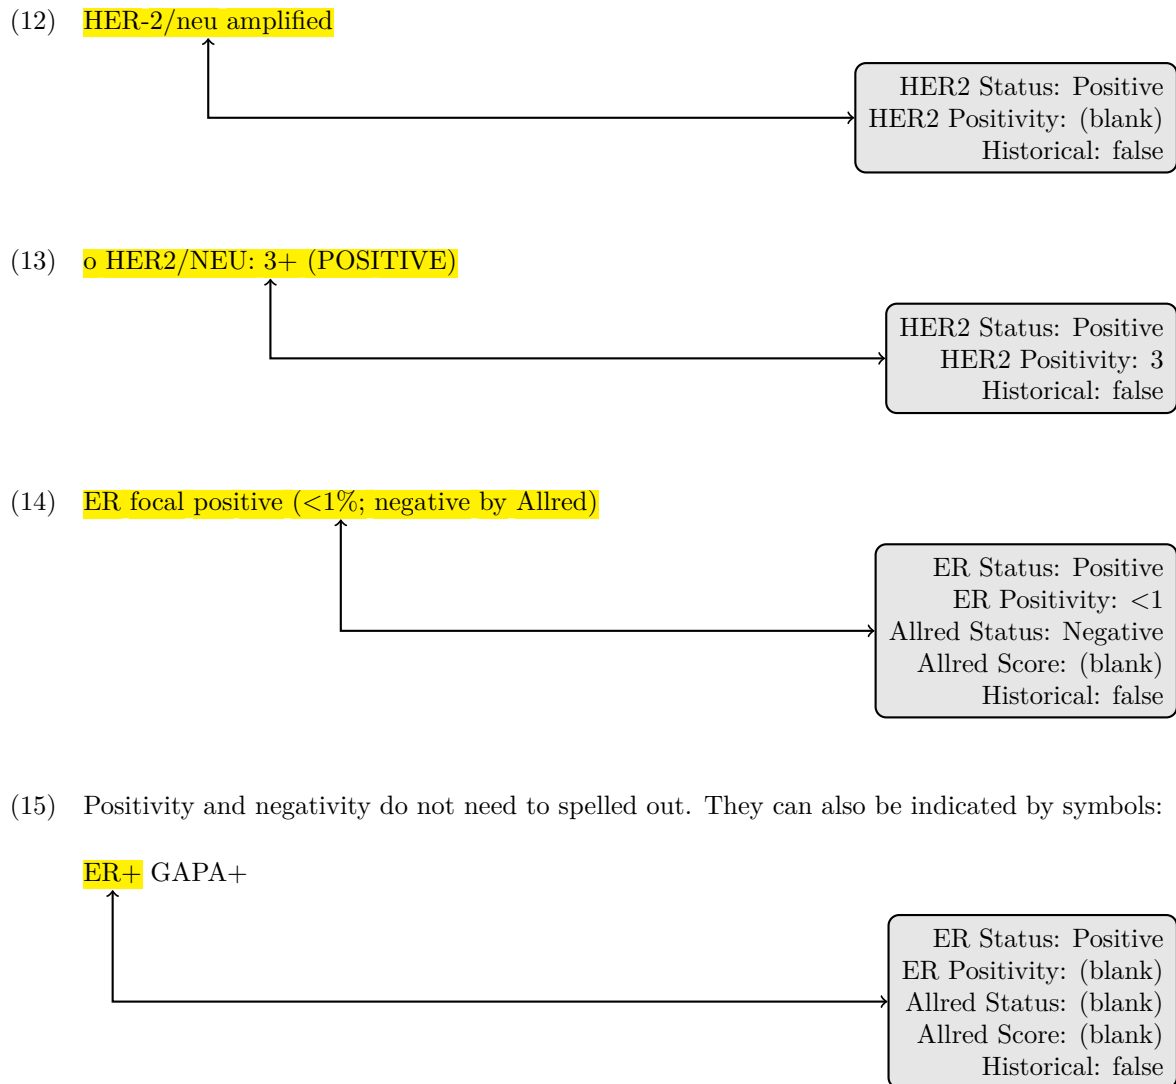 (12) HER-2/neu amplified
HER2 Status: Positive
HER2 Positivity: (blank)
Historical: false
(13) o HER2/NEU: 3+ (POSITIVE)
HER2 Status: Positive
HER2 Positivity: 3
Historical: false
(14) ER focal positive (<1%; negative by Allred)
ER Status: Positive
ER Positivity: <1
Allred Status: Negative
Allred Score: (blank)
Historical: false
(15) Positivity and negativity do not need to spelled out. They can also be indicated by symbols:
ER+ GAPA+
ER Status: Positive
ER Positivity: (blank)
Allred Status: (blank)
Allred Score: (blank)
Historical: false